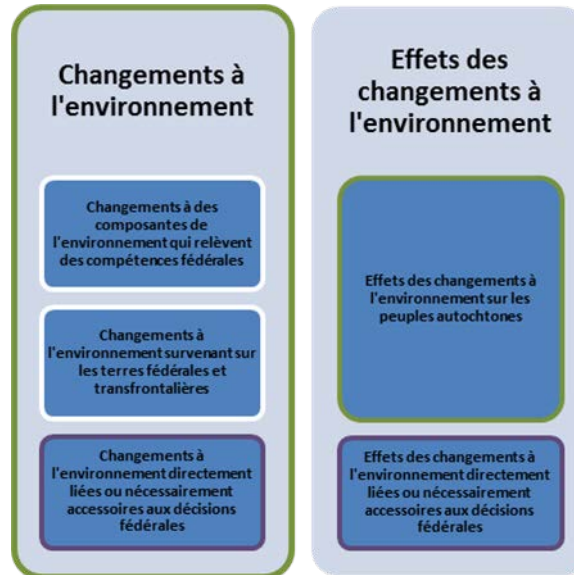 Changements à
l'environnement
Changements à des
composantes de
l'environnement qui relèvent
des compétences fédérales
Changements à
l'environnement survenant sur
les terres fédérales et
transfrontalières
Changements à
l'environnement directement
liées ou nécessairement
accessoires aux décisions
fédérales
Effets des
changements à
l'environnement
Effets des changements à
l'environnement sur les
peuples autochtones
Effets des changements à
l'environnement directement
liées ou nécessairement
accessoires aux décisions
fédérales